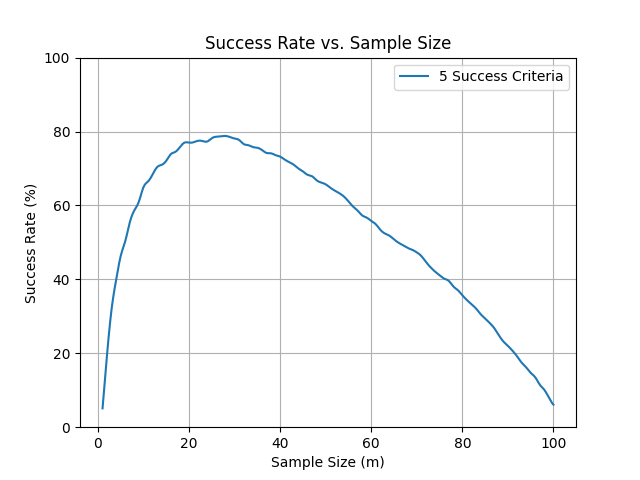 Success Rate vs. Sample Size
5 Success Criteria
Success Rate (%)
100
80
60
40
20
0
0 20 40 60 80 100
Sample Size (m)